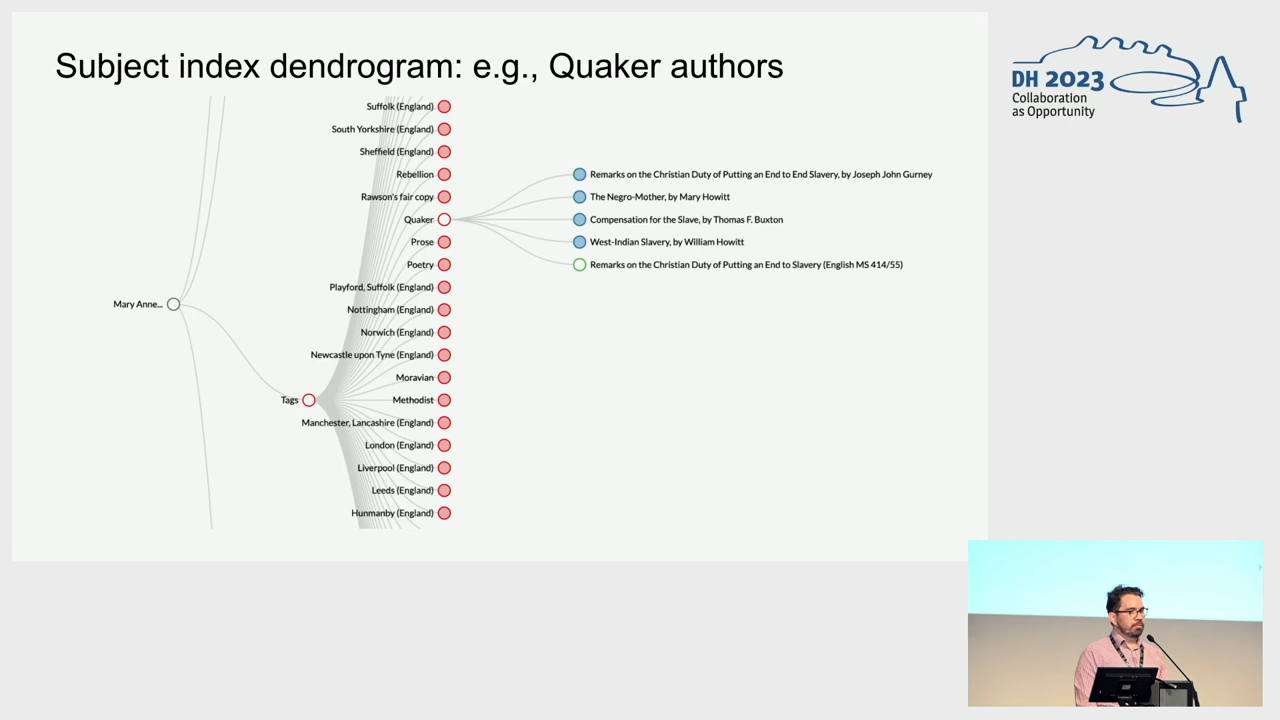 Subject index dendrogram: e.g., Quaker authors
DH 2023
Collaboration
as Opportunity
Suffolk (England)
South Yorkshire (England)
Sheffield (England)
Rebellion
Rawson's fair copy
Quaker
Prose
Poetry
Playford, Suffolk (England)
Nottingham (England)
Norwich (England)
Newcastle upon Tyne (England)
Moravian
Methodist
Manchester, Lancashire (England)
London (England)
Liverpool (England)
Leeds (England)
Hunmanby (England)
Mary Anne...
Tags
Remarks on the Christian Duty of Putting an End to End Slavery, by Joseph John Gurney
The Negro-Mother, by Mary Howitt
Compensation for the Slave, by Thomas F. Buxton
West-Indian Slavery, by William Howitt
Remarks on the Christian Duty of Putting an End to Slavery (English MS 414/55)